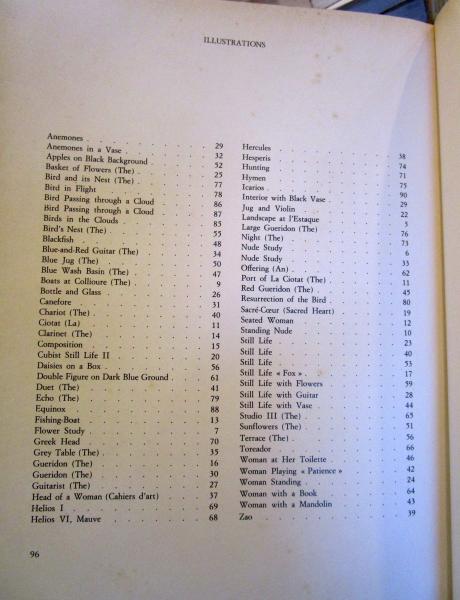 ILLUSTRATIONS
Anemones . 29
Anemones in a Vase . 32
Apples on Black Background . 52
Basket of Flowers (The) . 25
Bird and its Nest (The) . 77
Bird in Flight . 78
Bird Passing through a Cloud . 86
Bird Passing through a Cloud . 87
Birds in the Clouds . 85
Bird's Nest (The) . 55
Blackfish . 48
Blue-and-Red Guitar (The) . 34
Blue Jug (The) . 50
Blue Wash Basin (The) . 47
Boats at Collioure (The) . 9
Bottle and Glass . 26
Canefore . 31
Chariot (The) . 40
Ciotat (La) . 11
Clarinet (The) . 14
Composition . 15
Cubist Still Life II . 20
Daisies on a Box . 56
Double Figure on Dark Blue Ground . 61
Duet (The) . 41
Echo (The) . 79
Equinox . 88
Fishing-Boat . 13
Flower Study . 7
Greek Head . 70
Grey Table (The) . 35
Gueridon (The) . 16
Gueridon (The) . 30
Guitarist (The) . 27
Head of a Woman (Cahiers d'art) . 37
Helios I . 69
Helios VI, Mauve . 68
Hercules . 38
Hesperis . 74
Hunting . 71
Hymen . 75
Icarios . 90
Interior with Black Vase . 29
Jug and Violin . 22
Landscape at l'Estaque . 5
Large Gueridon (The) . 76
Night (The) . 73
Nude Study . 6
Nude Study . 33
Offering (An) . 62
Port of La Ciotat (The) . 11
Red Gueridon (The) . 45
Resurrection of the Bird . 80
Sacré-Cœur (Sacred Heart) . 19
Seated Woman . 12
Standing Nude . 10
Still Life . 23
Still Life . 40
Still Life . 53
Still Life « Fox » . 17
Still Life with Flowers . 59
Still Life with Guitar . 28
Still Life with Vase . 44
Studio III (The) . 65
Sunflowers (The) . 51
Terrace (The) . 56
Toreador . 66
Woman at Her Toilette . 46
Woman Playing « Patience » . 42
Woman Standing . 24
Woman with a Book . 64
Woman with a Mandolin . 43
Zao . 39
96